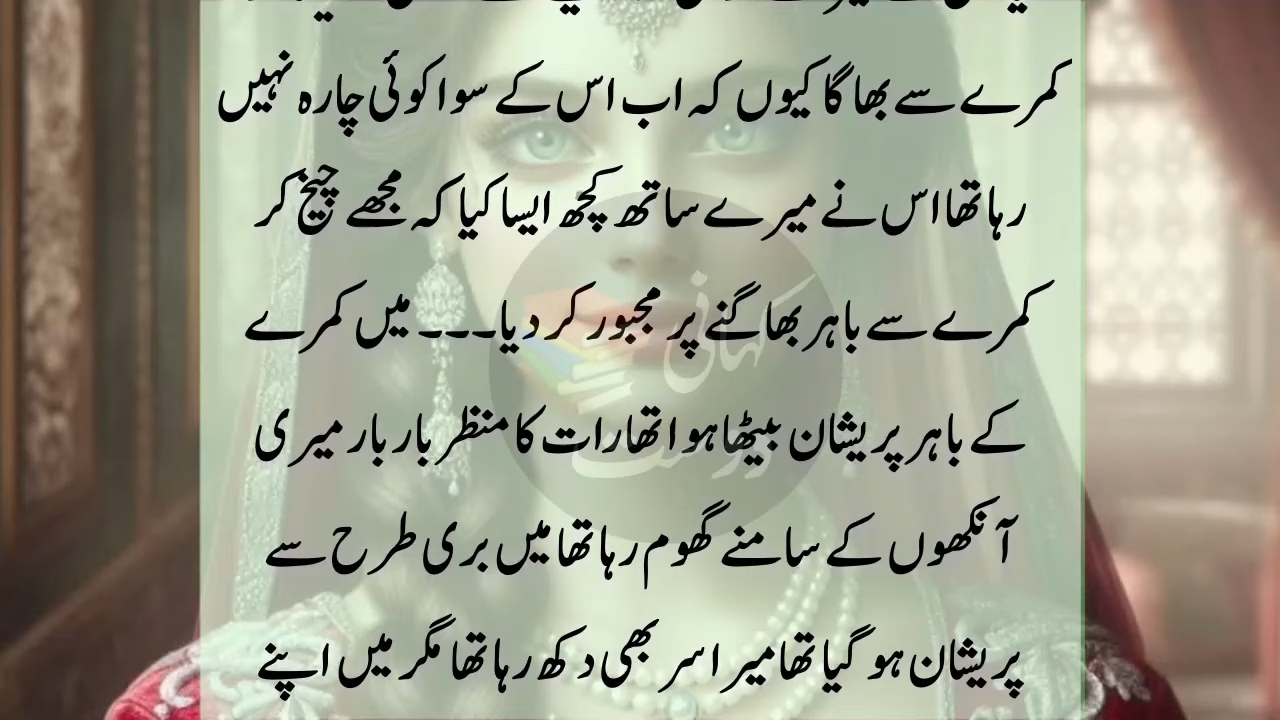 کمرے سے بھاگا کیوں کہ اب اس کے سوا کوئی چارہ نہیں
رہا تھا اس نے میرے ساتھ کچھ ایسا کیا کہ مجھے چیخ کر
کمرے سے باہر بھاگنے پر مجبور کر دیا۔۔۔ میں کمرے
کے باہر پریشان بیٹھا ہوا تھا رات کا منظر بار بار میری
آنکھوں کے سامنے گھوم رہا تھا میں بری طرح سے
پریشان ہو گیا تھا میرا سر بھی دکھ رہا تھا مگر میں اپنے
کہانی